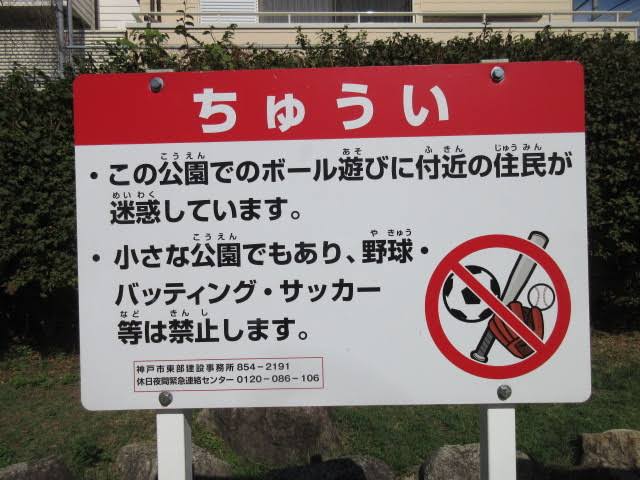 ちゅうい
・この公園でのボール遊びに付近の住民が
迷惑しています。
・小さな公園でもあり、野球・
バッティング・サッカー
等は禁止します。
神戸市東部建設事務所 854-2191
休日夜間緊急連絡センター 0120-086-106